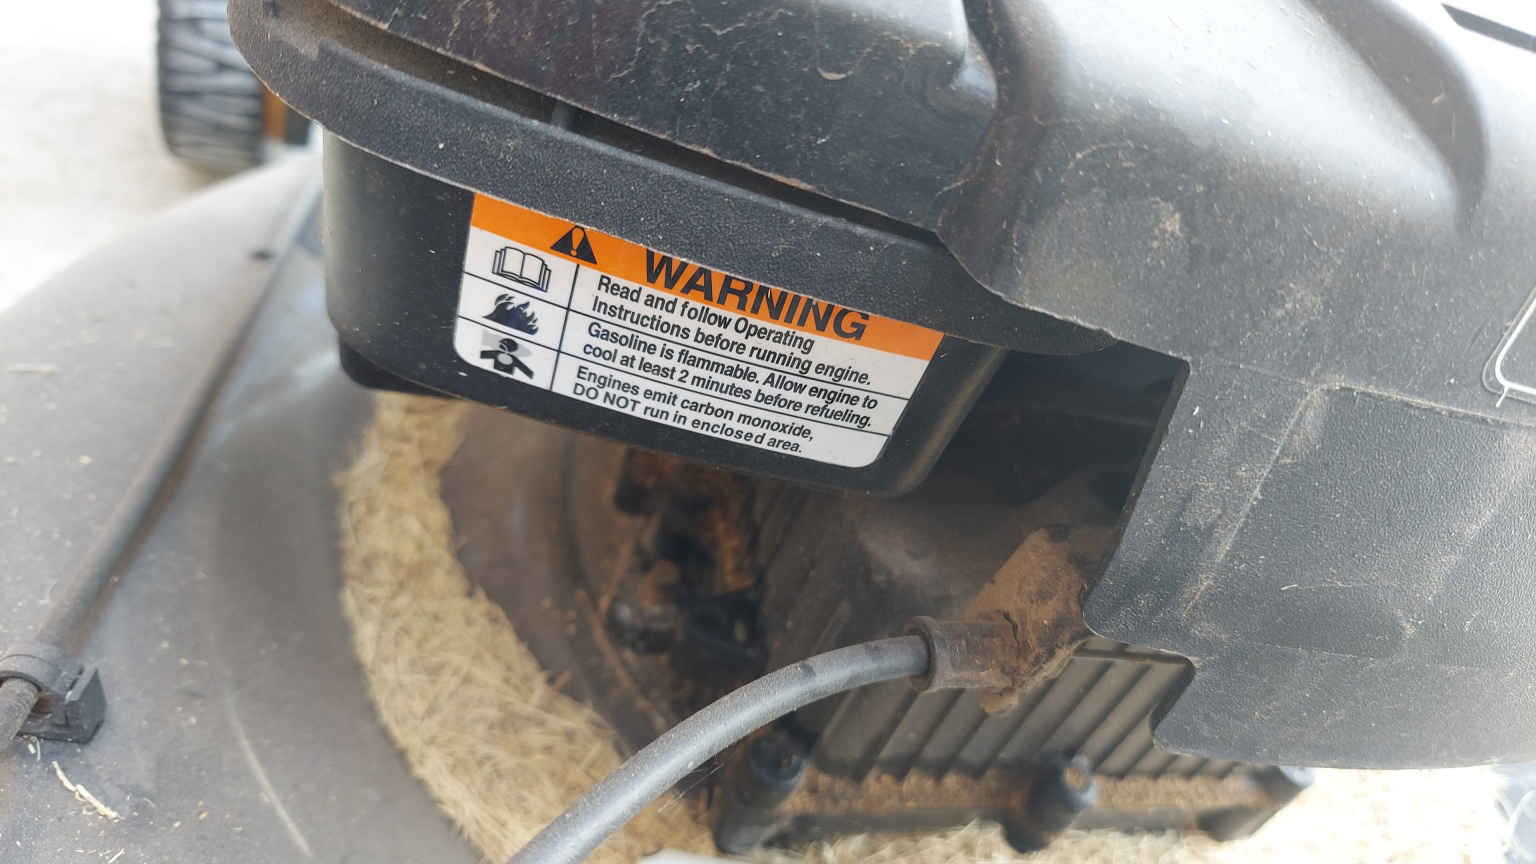 WARNING
Read and follow Operating
Instructions before running engine.
Gasoline is flammable. Allow engine to
cool at least 2 minutes before refueling.
Engines emit carbon monoxide,
DO NOT run in enclosed area.